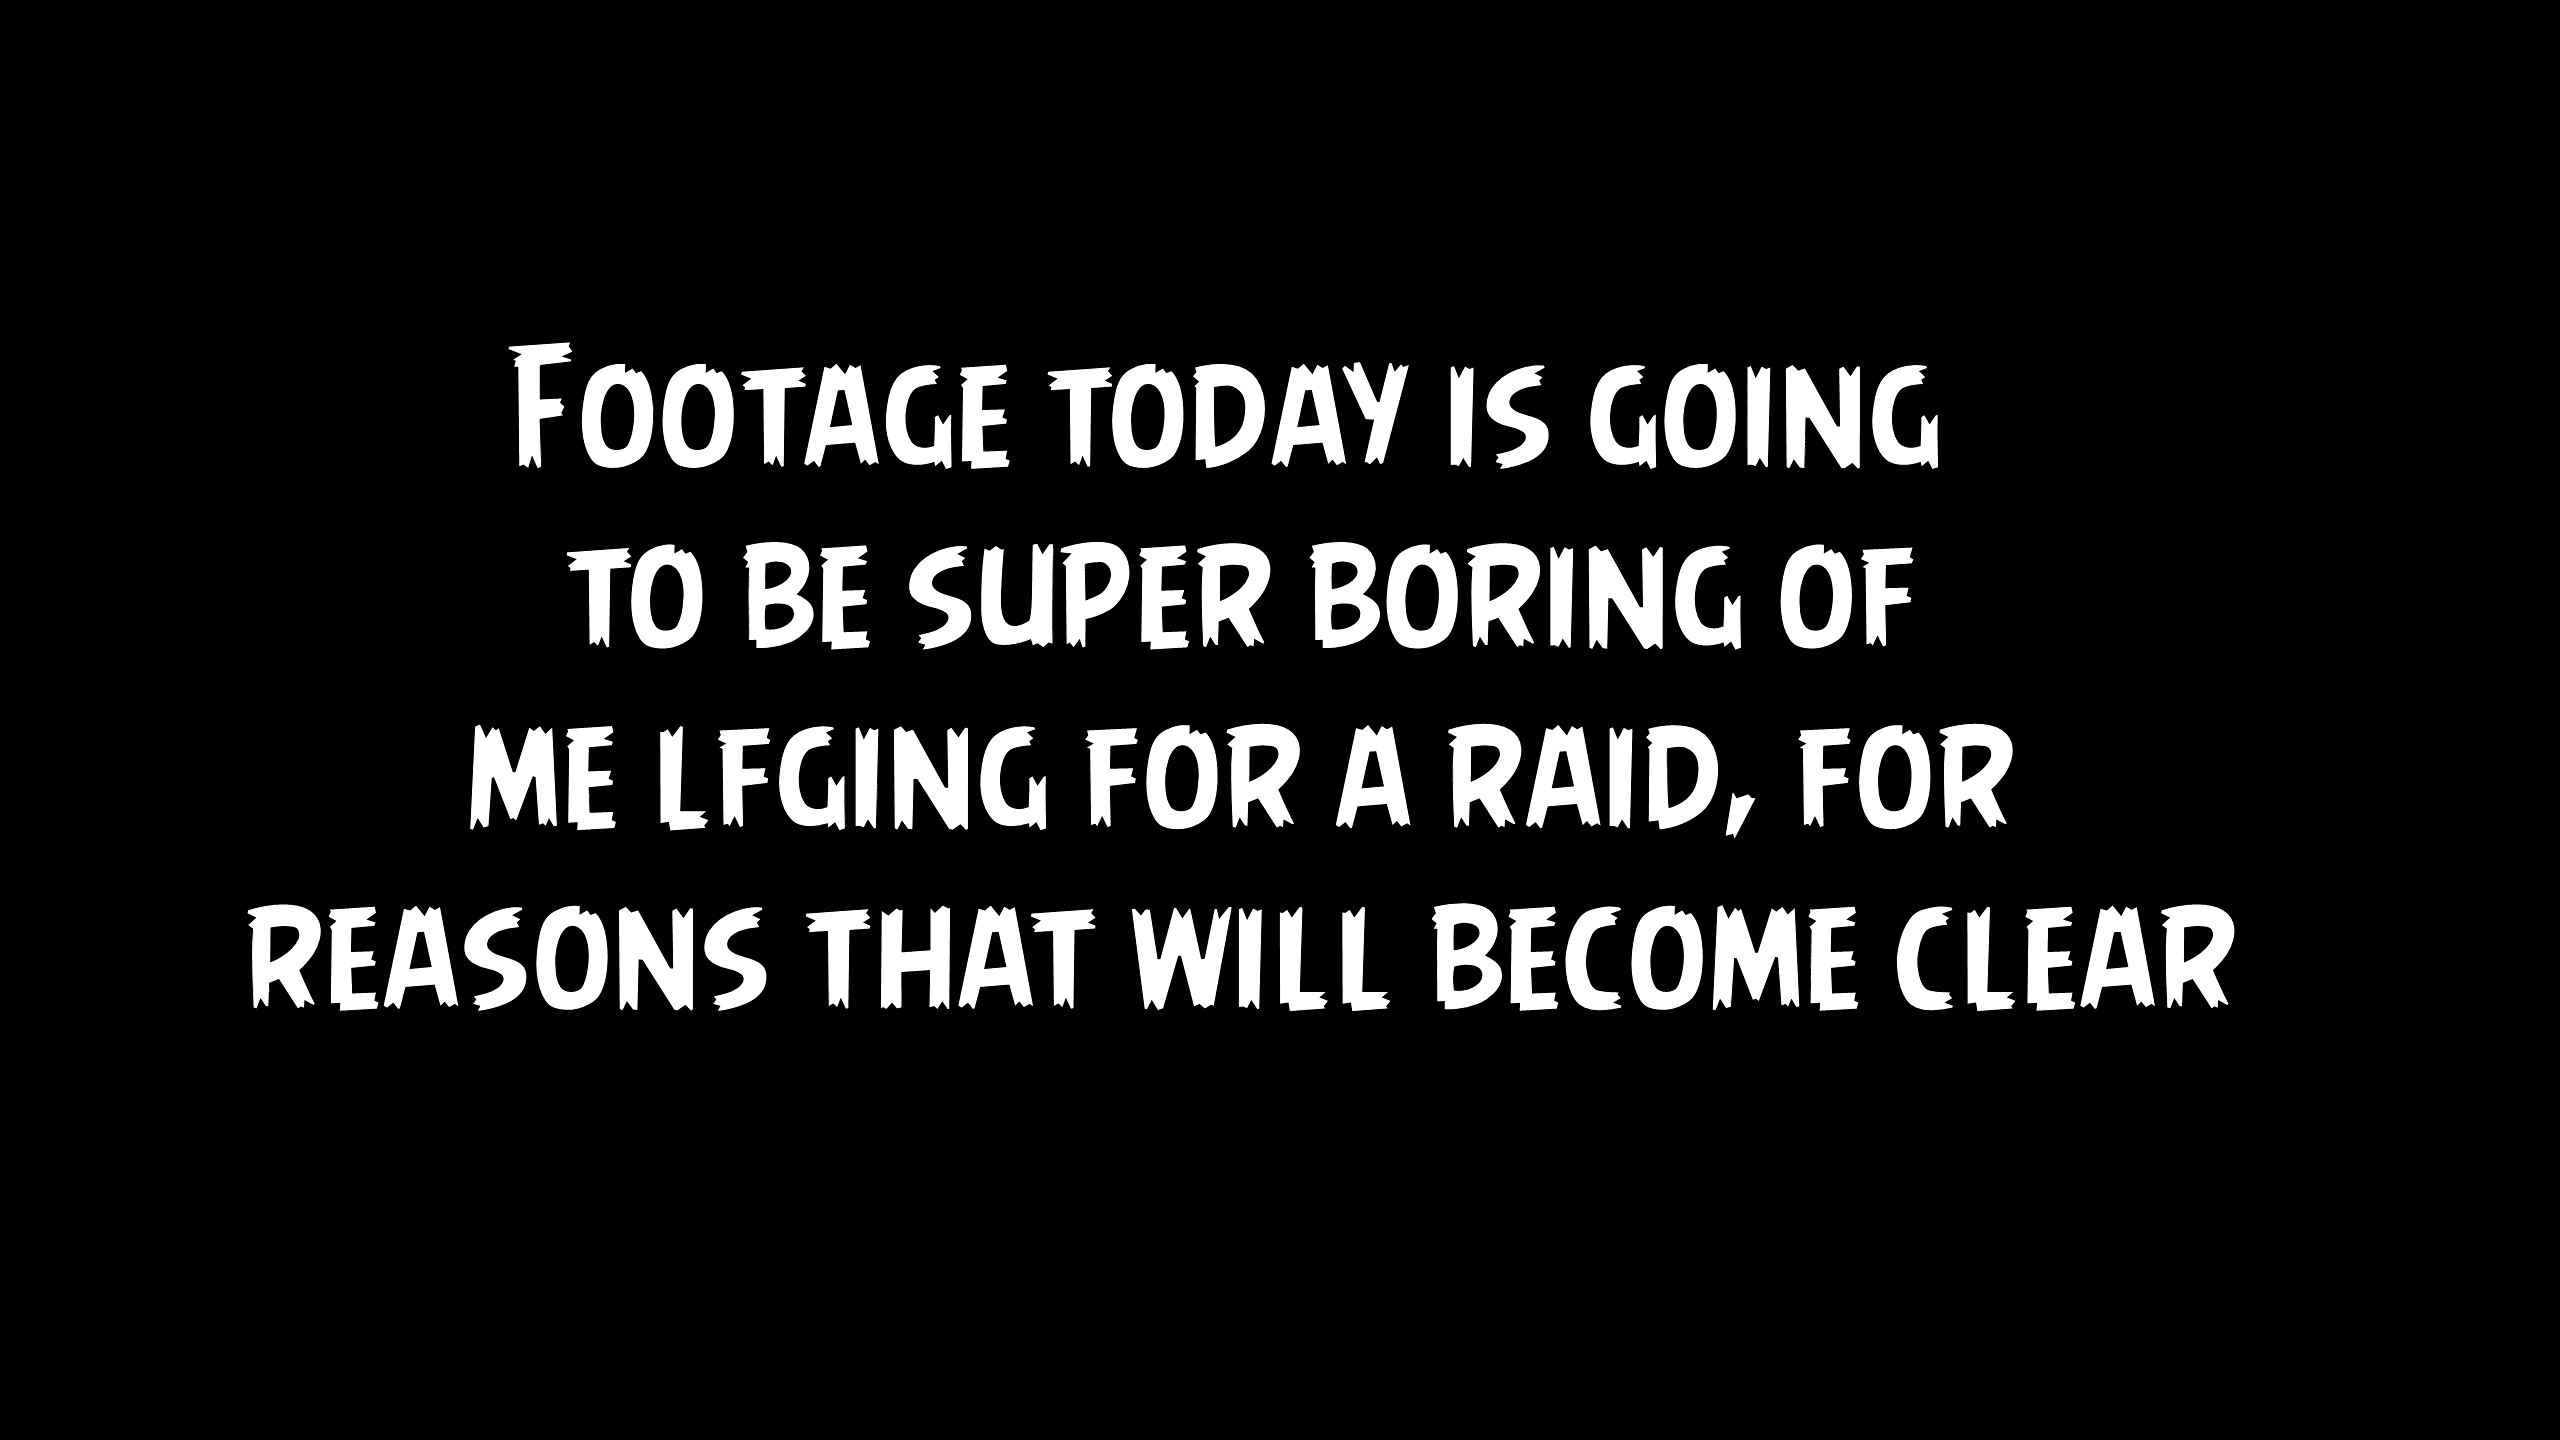 Footage today is going
to be super boring of
me lfging for a raid, for
reasons that will become clear